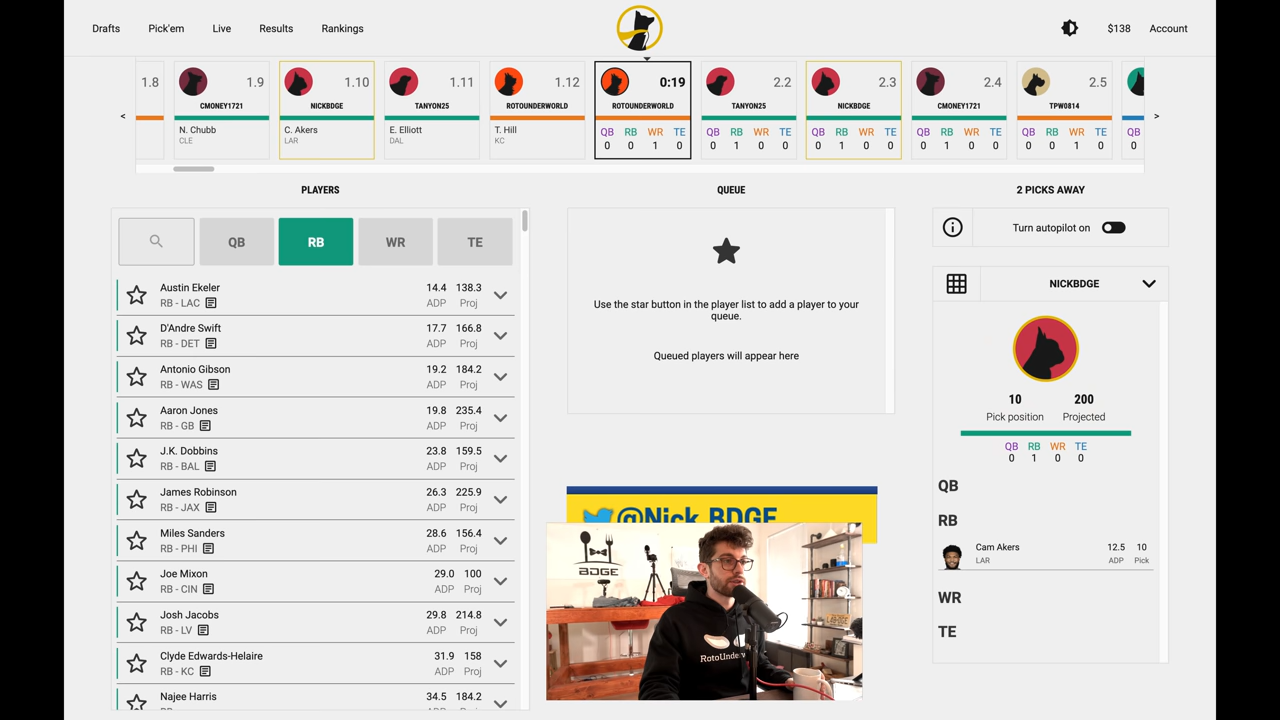 Drafts Pick'em Live Results Rankings $138 Account
1.8 1.9 1.10 1.11 1.12 0:19 2.2 2.3 2.4 2.5
CMONEY1721 NICKBDGE TANYON25 ROTOUNDERWORLD ROTOUNDERWORLD TANYON25 NICKBDGE CMONEY1721 TPW0814
N. Chubb C. Akers E. Elliott T. Hill QB RB WR TE QB RB WR TE QB RB WR TE QB RB WR TE QB RB WR TE QB
CLE LAR DAL KC 0 0 1 0 0 1 0 0 0 1 0 0 0 1 0 0 0 0 1 0 0
< >
PLAYERS QUEUE 2 PICKS AWAY
QB RB WR TE
Turn autopilot on
Austin Ekeler 14.4 138.3
RB - LAC ADP Proj
D'Andre Swift 17.7 166.8
RB - DET ADP Proj
Antonio Gibson 19.2 184.2
RB - WAS ADP Proj
Aaron Jones 19.8 235.4
RB - GB ADP Proj
J.K. Dobbins 23.8 159.5
RB - BAL ADP Proj
James Robinson 26.3 225.9
RB - JAX ADP Proj
Miles Sanders 28.6 156.4
RB - PHI ADP Proj
Joe Mixon 29.0 100
RB - CIN ADP Proj
Josh Jacobs 29.8 214.8
RB - LV ADP Proj
Clyde Edwards-Helaire 31.9 158
RB - KC ADP Proj
Najee Harris 34.5 184.2
Use the star button in the player list to add a player to your
queue.
Queued players will appear here
@Nick_BDGE
BDGE
RotoUnderw
NICKBDGE
10 200
Pick position Projected
QB RB WR TE
0 1 0 0
QB
RB
Cam Akers 12.5 10
LAR ADP Pick
WR
TE